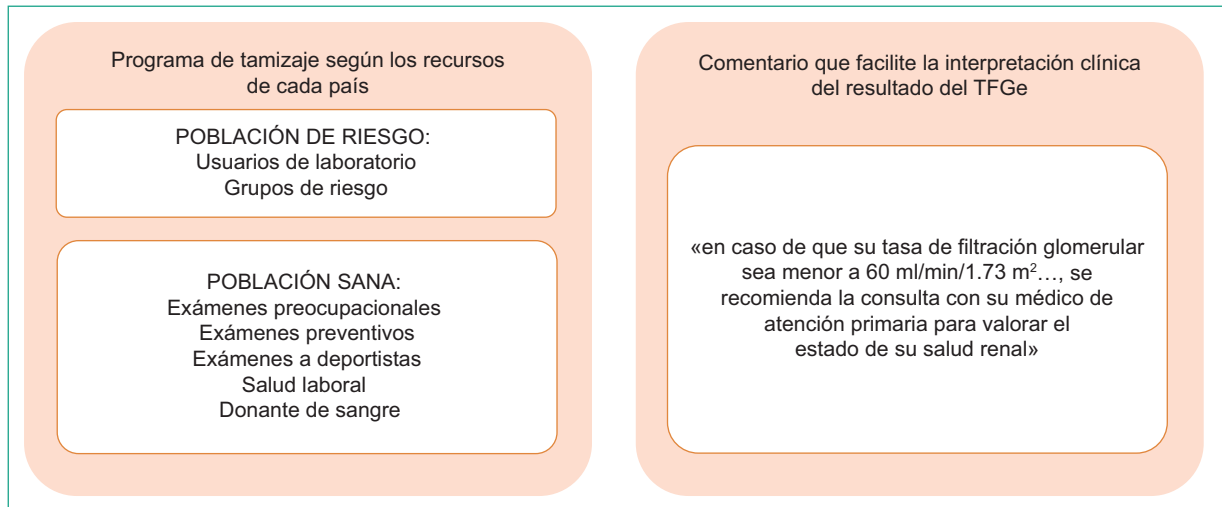 Programa de tamizaje según los recursos
de cada país
POBLACIÓN DE RIESGO:
Usuarios de laboratorio
Grupos de riesgo
POBLACIÓN SANA:
Exámenes preocupacionales
Exámenes preventivos
Exámenes a deportistas
Salud laboral
Donante de sangre
Comentario que facilite la interpretación clínica
del resultado del TFGe
«en caso de que su tasa de filtración glomerular
sea menor a 60 ml/min/1.73 m²…, se
recomienda la consulta con su médico de
atención primaria para valorar el
estado de su salud renal»